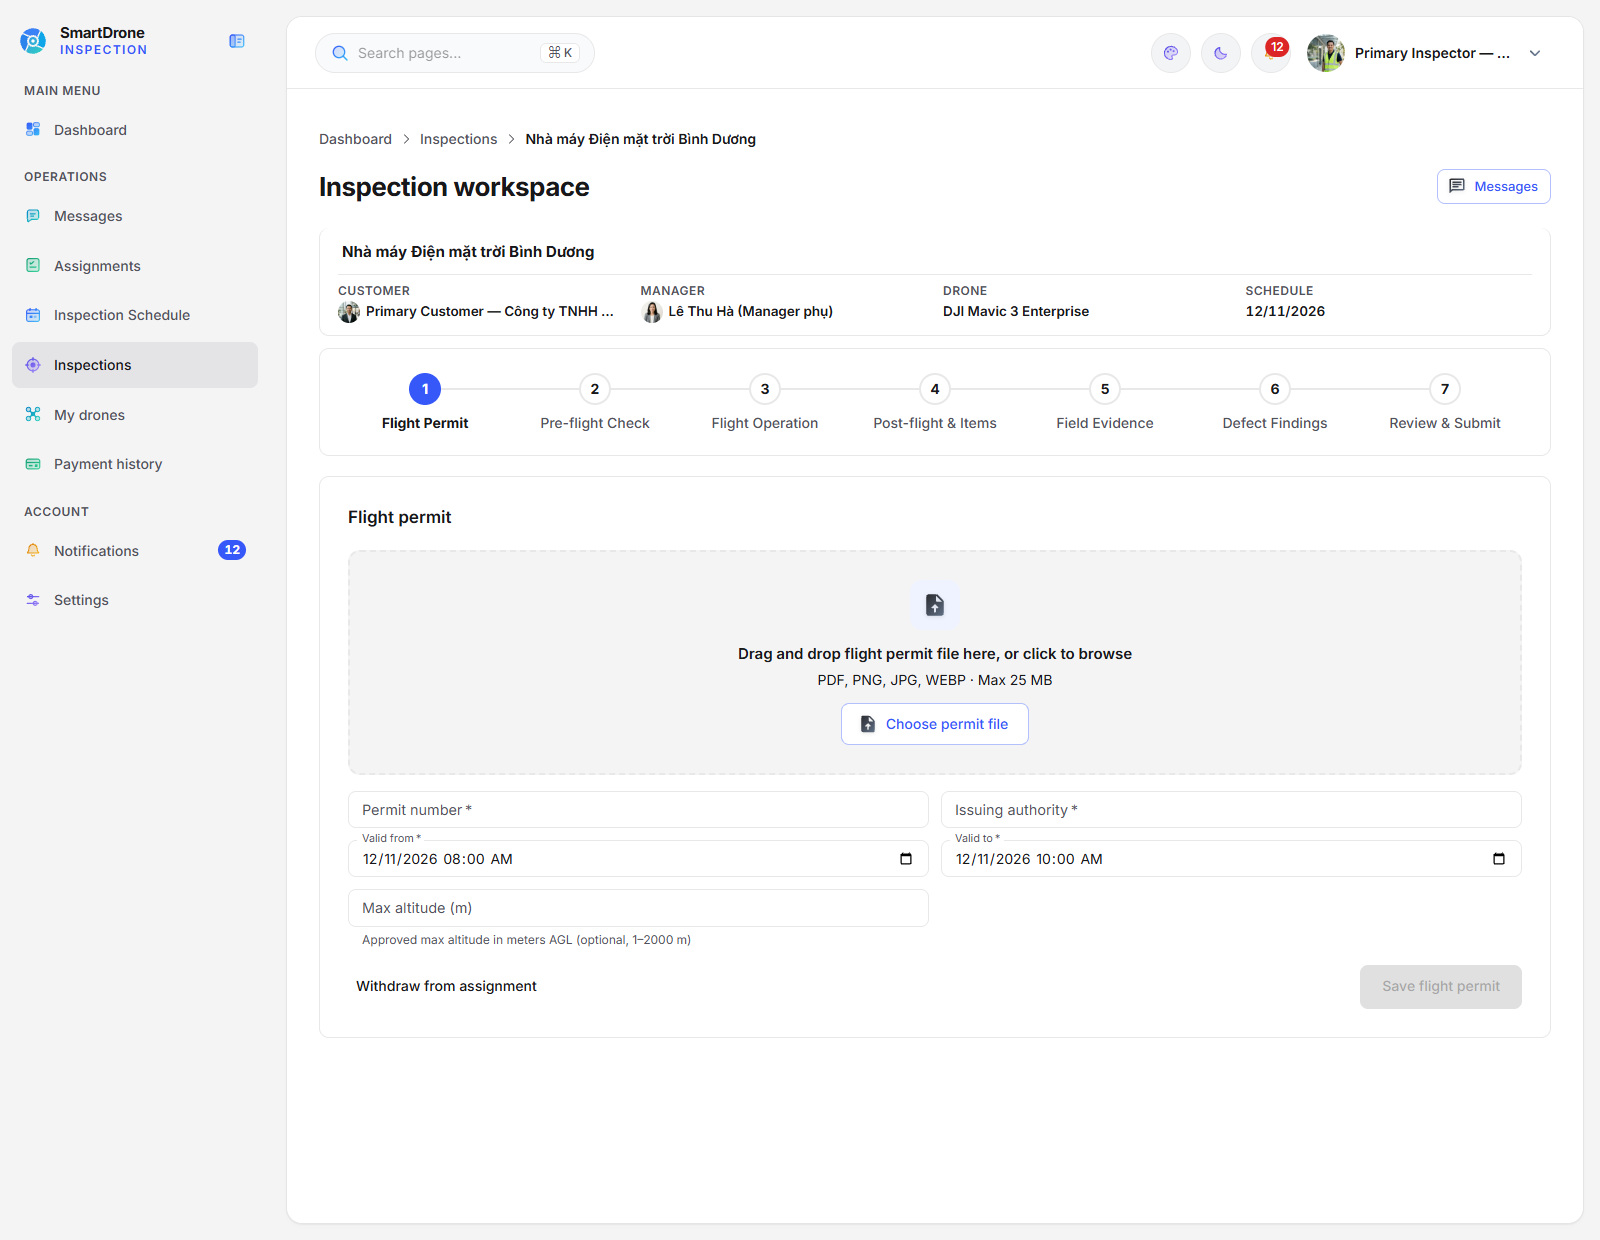 SmartDrone
INSPECTION
MAIN MENU
Dashboard
OPERATIONS
Messages
Assignments
Inspection Schedule
Inspections
My drones
Payment history
ACCOUNT
Notifications 12
Settings
Search pages... ⌘ K
12
Primary Inspector — ...
Dashboard > Inspections > Nhà máy Điện mặt trời Bình Dương
Inspection workspace
Messages
Nhà máy Điện mặt trời Bình Dương
CUSTOMER MANAGER DRONE SCHEDULE
Primary Customer — Công ty TNHH ... Lê Thu Hà (Manager phụ) DJI Mavic 3 Enterprise 12/11/2026
1 2 3 4 5 6 7
Flight Permit Pre-flight Check Flight Operation Post-flight & Items Field Evidence Defect Findings Review & Submit
Flight permit
Drag and drop flight permit file here, or click to browse
PDF, PNG, JPG, WEBP · Max 25 MB
Choose permit file
Permit number * Issuing authority *
Valid from * Valid to *
12/11/2026 08:00 AM 12/11/2026 10:00 AM
Max altitude (m)
Approved max altitude in meters AGL (optional, 1–2000 m)
Withdraw from assignment Save flight permit